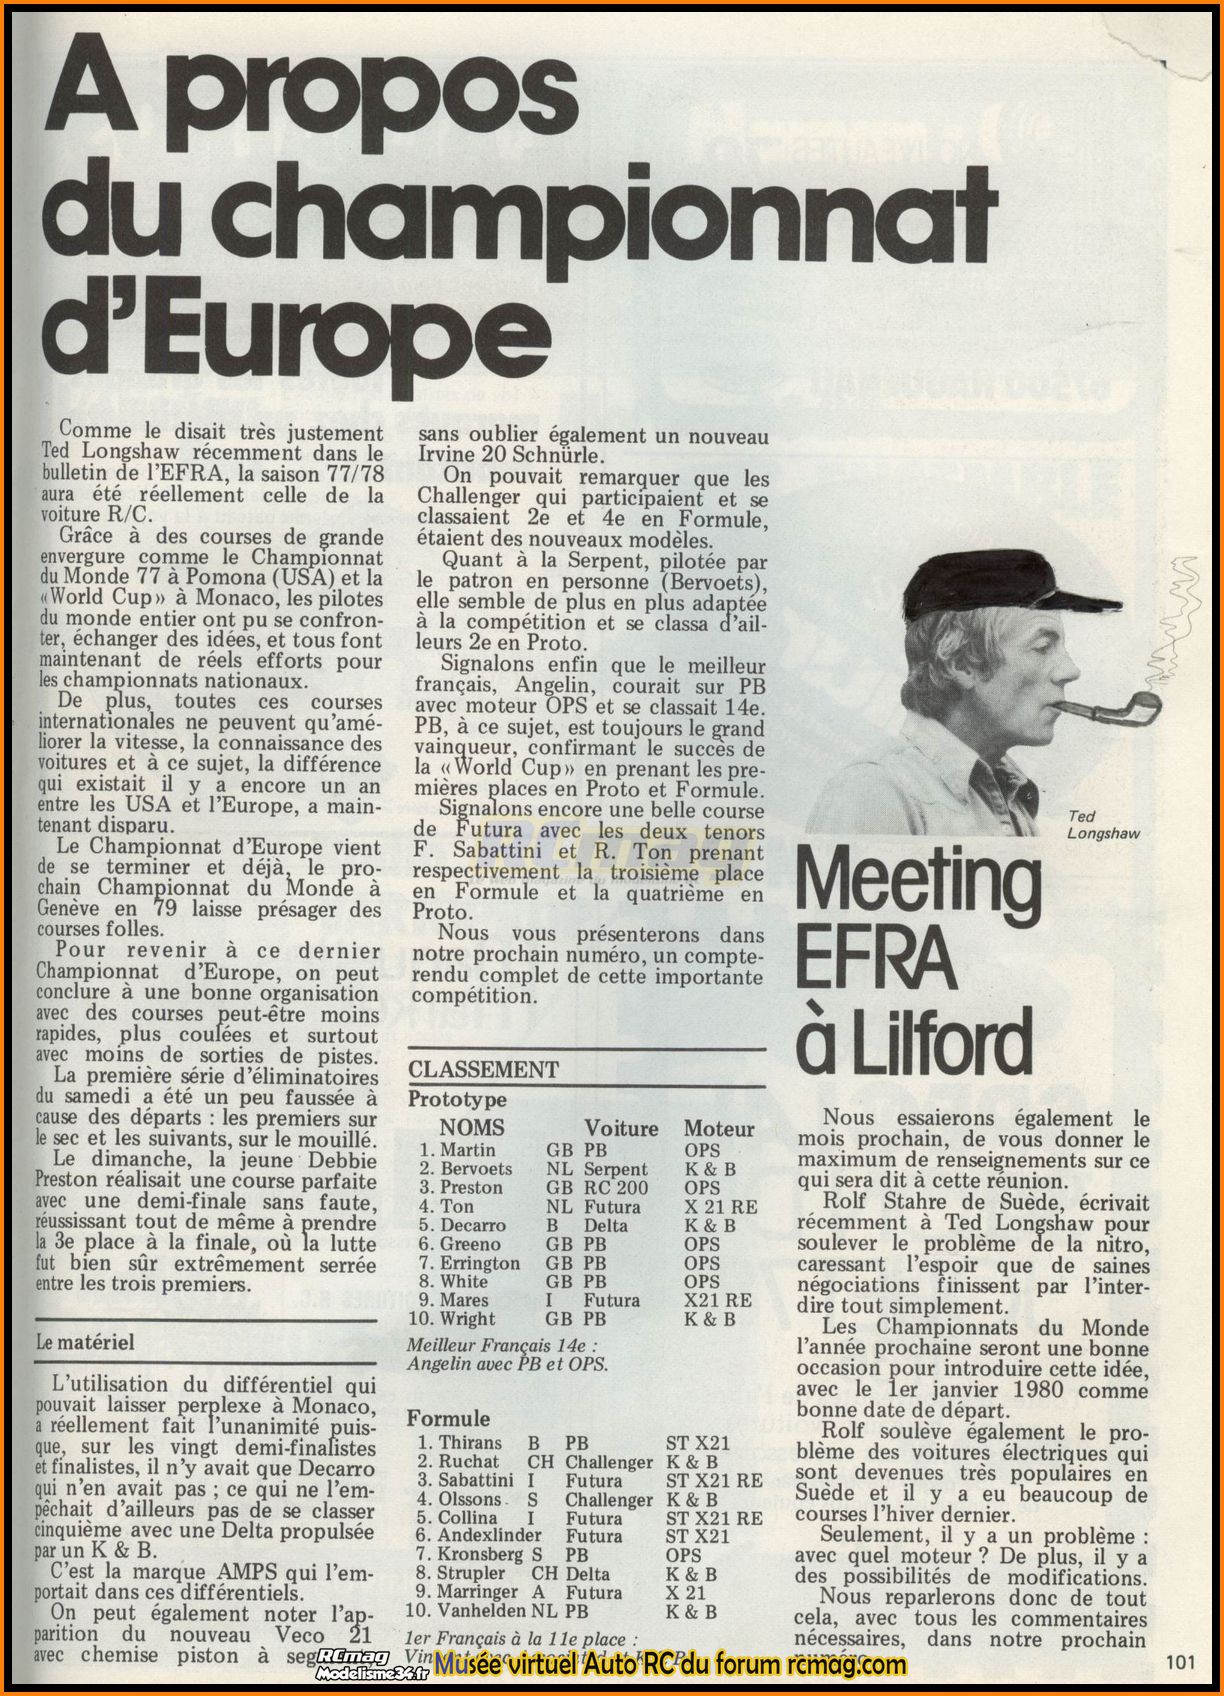 A propos
du championnat
d'Europe
Comme le disait très justement
Ted Longshaw récemment dans le
bulletin de l'EFRA, la saison 77/78
aura été réellement celle de la
voiture R/C.
Grâce à des courses de grande
envergure comme le Championnat
du Monde 77 à Pomona (USA) et la
«World Cup» à Monaco, les pilotes
du monde entier ont pu se confron-
ter, échanger des idées, et tous font
maintenant de réels efforts pour
les championnats nationaux.
De plus, toutes ces courses
internationales ne peuvent qu'amé-
liorer la vitesse, la connaissance des
voitures et à ce sujet, la différence
qui existait il y a encore un an
entre les USA et l'Europe, a main-
tenant disparu.
Le Championnat d'Europe vient
de se terminer et déjà, le pro-
chain Championnat du Monde à
Genève en 79 laisse présager des
courses folles.
Pour revenir à ce dernier
Championnat d'Europe, on peut
conclure à une bonne organisation
avec des courses peut-être moins
rapides, plus coulées et surtout
avec moins de sorties de pistes.
La première série d'éliminatoires
du samedi a été un peu faussée à
cause des départs : les premiers sur
le sec et les suivants, sur le mouillé.
Le dimanche, la jeune Debbie
Preston réalisait une course parfaite
avec une demi-finale sans faute,
réussissant tout de même à prendre
la 3e place à la finale, où la lutte
fut bien sûr extrêmement serrée
entre les trois premiers.
Le matériel
L'utilisation du différentiel qui
pouvait laisser perplexe à Monaco,
a réellement fait l'unanimité puis-
que, sur les vingt demi-finalistes
et finalistes, il n'y avait que Decarro
qui n'en avait pas ; ce qui ne l'em-
pêchait d'ailleurs pas de se classer
cinquième avec une Delta propulsée
par un K & B.
C'est la marque AMPS qui l'em-
portait dans ces différentiels.
On peut également noter l'ap-
parition du nouveau Veco 21
avec chemise piston à
sans oublier également un nouveau
Irvine 20 Schnürle.
On pouvait remarquer que les
Challenger qui participaient et se
classaient 2e et 4e en Formule,
étaient des nouveaux modèles.
Quant à la Serpent, pilotée par
le patron en personne (Bervoets),
elle semble de plus en plus adaptée
à la compétition et se classa d'ail-
leurs 2e en Proto.
Signalons enfin que le meilleur
français, Angelin, courait sur PB
avec moteur OPS et se classait 14e.
PB, à ce sujet, est toujours le grand
vainqueur, confirmant le succès de
la «World Cup» en prenant les pre-
mières places en Proto et Formule.
Signalons encore une belle course
de Futura avec les deux tenors
F. Sabattini et R. Ton prenant
respectivement la troisième place
en Formule et la quatrième en
Proto.
Nous vous présenterons dans
notre prochain numéro, un compte-
rendu complet de cette importante
compétition.
CLASSEMENT
Prototype
NOMS Voiture Moteur
1. Martin GB PB OPS
2. Bervoets NL Serpent K & B
3. Preston GB RC 200 OPS
4. Ton NL Futura X 21 RE
5. Decarro B Delta K & B
6. Greeno GB PB OPS
7. Errington GB PB OPS
8. White GB PB OPS
9. Mares I Futura X21 RE
10. Wright GB PB K & B
Meilleur Français 14e :
Angelin avec PB et OPS.
Formule
1. Thirans B PB ST X21
2. Ruchat CH Challenger K & B
3. Sabattini I Futura ST X21 RE
4. Olssons S Challenger K & B
5. Collina I Futura ST X21 RE
6. Andexlinder Futura ST X21
7. Kronsberg S PB OPS
8. Strupler CH Delta K & B
9. Marringer A Futura X 21
10. Vanhelden NL PB K & B
1er Français à la 11e place :
Ted
Longshaw
Meeting
EFRA
à Lilford
Nous essaierons également le
mois prochain, de vous donner le
maximum de renseignements sur ce
qui sera dit à cette réunion.
Rolf Stahre de Suède, écrivait
récemment à Ted Longshaw pour
soulever le problème de la nitro,
caressant l'espoir que de saines
négociations finissent par l'inter-
dire tout simplement.
Les Championnats du Monde
l'année prochaine seront une bonne
occasion pour introduire cette idée,
avec le 1er janvier 1980 comme
bonne date de départ.
Rolf soulève également le pro-
blème des voitures électriques qui
sont devenues très populaires en
Suède et il y a eu beaucoup de
courses l'hiver dernier.
Seulement, il y a un problème :
avec quel moteur ? De plus, il y a
des possibilités de modifications.
Nous reparlerons donc de tout
cela, avec tous les commentaires
nécessaires, dans notre prochain
RCmag
Modelisme34.fr
Musée virtuel Auto RC du forum rcmag.com
101